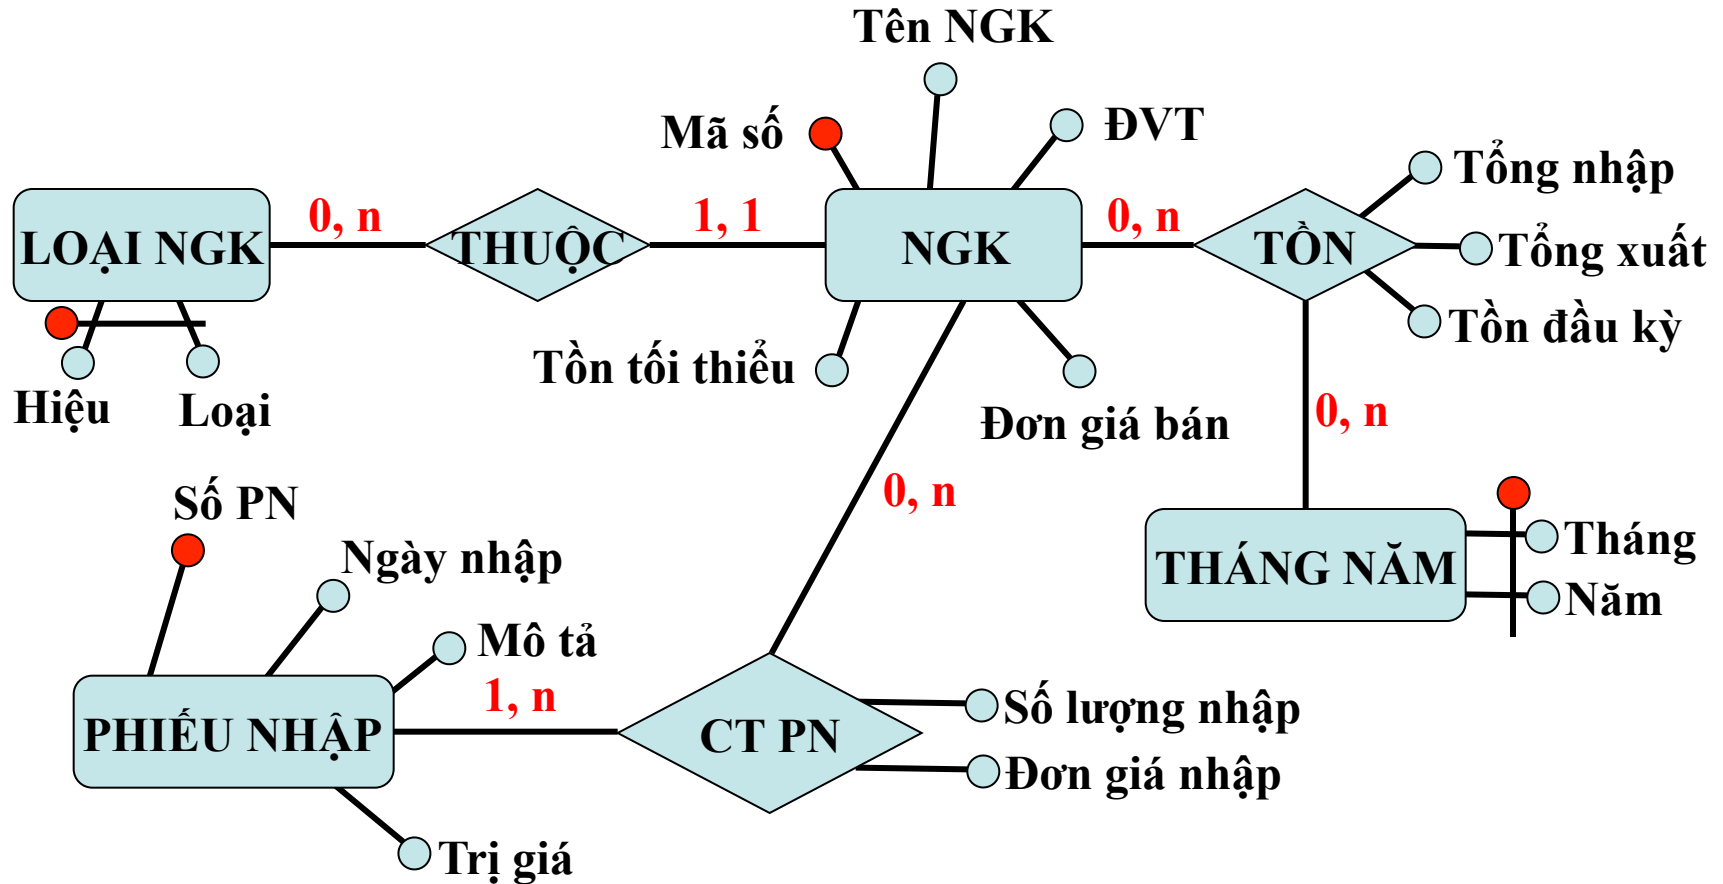 Tên NGK
Mã số
ĐVT
Tổng nhập
LOẠI NGK
0, n
THUỘC
1, 1
NGK
0, n
TỒN
Tổng xuất
Tồn đầu kỳ
Tồn tối thiểu
Hiệu
Loại
Đơn giá bán
0, n
Số PN
0, n
Ngày nhập
THÁNG NĂM
Tháng
Năm
Mô tả
1, n
PHIẾU NHẬP
CT PN
Số lượng nhập
Đơn giá nhập
Trị giá